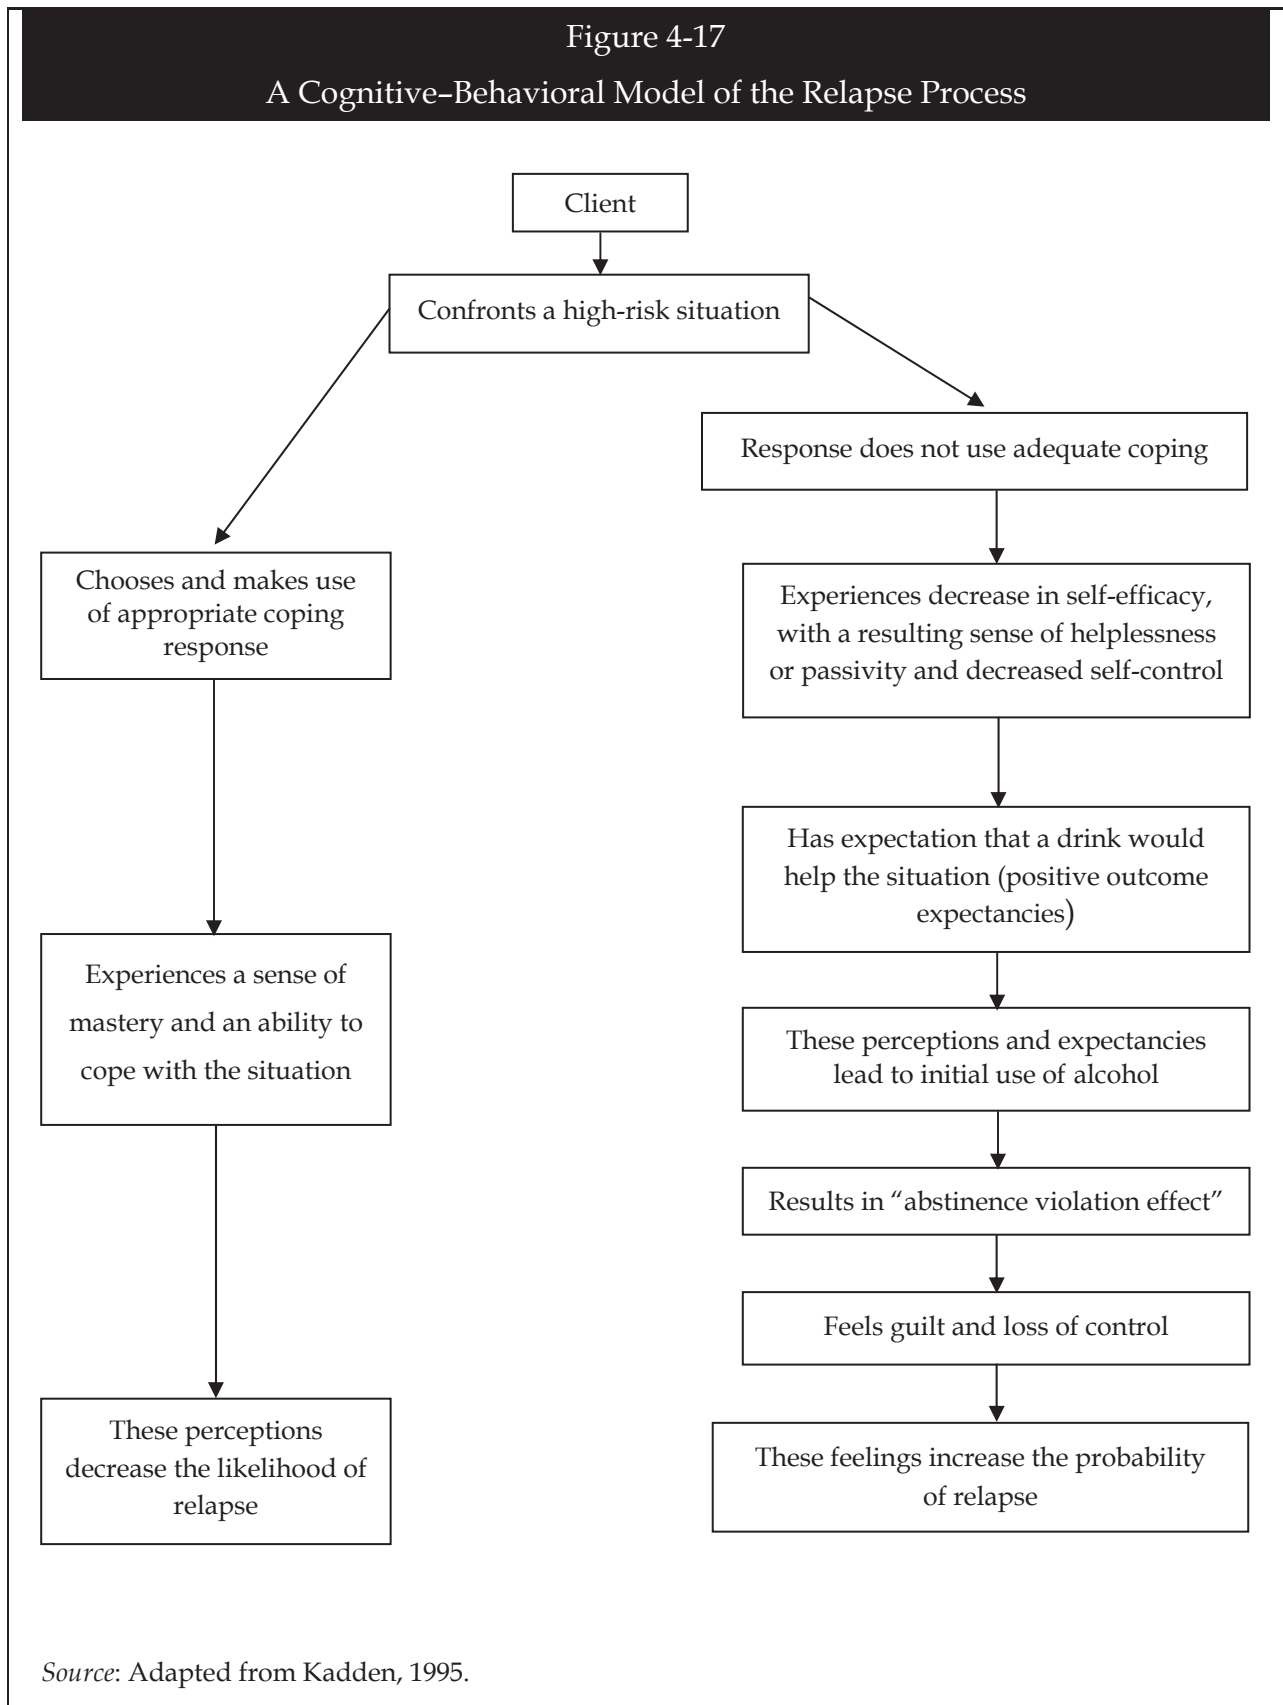 Figure 4-17
A Cognitive–Behavioral Model of the Relapse Process
Client
Confronts a high-risk situation
Chooses and makes use
of appropriate coping
response
Experiences a sense of
mastery and an ability to
cope with the situation
These perceptions
decrease the likelihood of
relapse
Response does not use adequate coping
Experiences decrease in self-efficacy,
with a resulting sense of helplessness
or passivity and decreased self-control
Has expectation that a drink would
help the situation (positive outcome
expectancies)
These perceptions and expectancies
lead to initial use of alcohol
Results in “abstinence violation effect”
Feels guilt and loss of control
These feelings increase the probability
of relapse
Source: Adapted from Kadden, 1995.